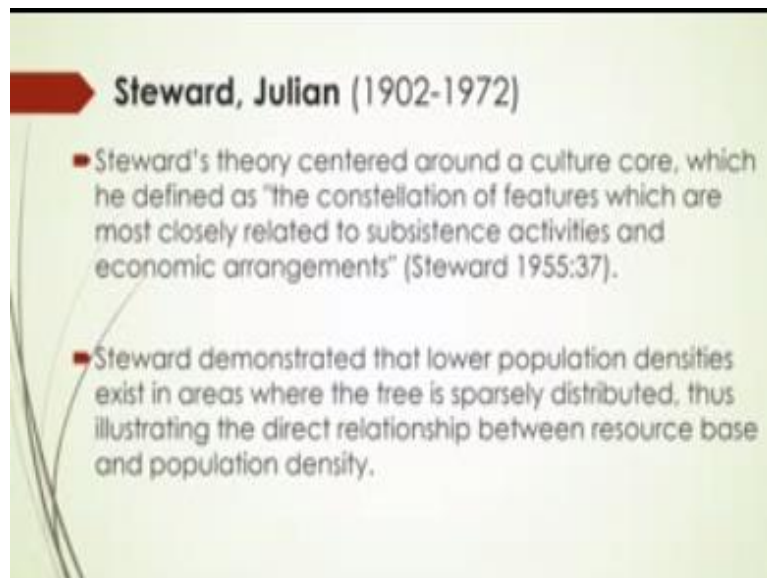 Steward, Julian (1902-1972)
Steward's theory centered around a culture core, which
he defined as "the constellation of features which are
most closely related to subsistence activities and
economic arrangements" (Steward 1955:37).
Steward demonstrated that lower population densities
exist in areas where the tree is sparsely distributed, thus
illustrating the direct relationship between resource base
and population density.